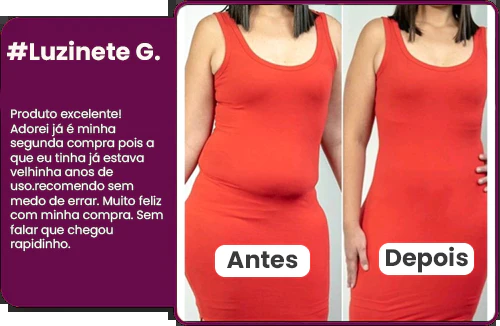 #Luzinete G.
Produto excelente!
Adorei já é minha
segunda compra pois a
que eu tinha já estava
velhinha anos de
uso.recomendo sem
medo de errar. Muito feliz
com minha compra. Sem
falar que chegou
rapidinho.
Antes
Depois